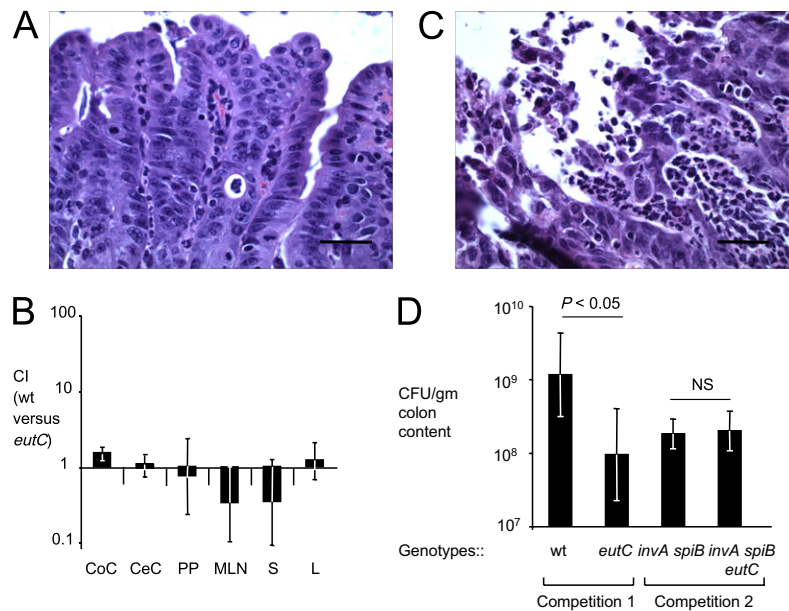 A
C
B
100
10
1
0.1
CI
(wt
versus
eutC)
CoC CeC PP MLN S L
D
P < 0.05
NS
10^10
10^9
10^8
10^7
CFU/gm
colon
content
Genotypes:: wt eutC invA spiB invA spiB
eutC
Competition 1 Competition 2